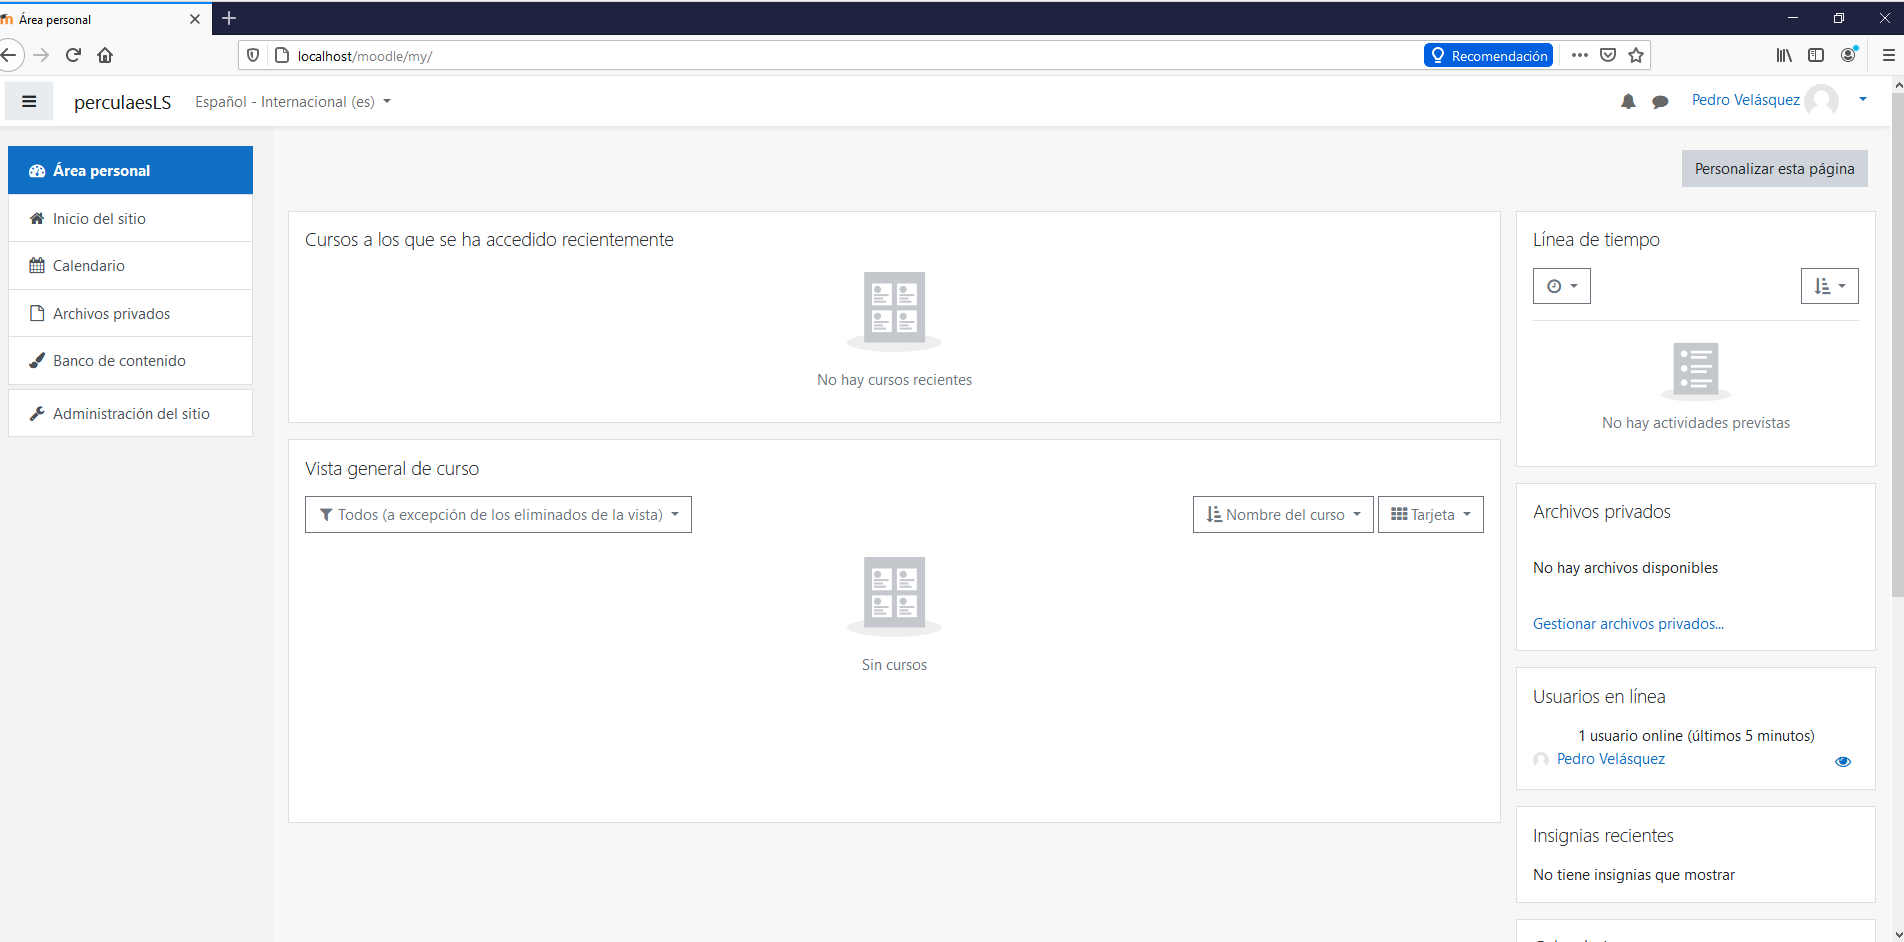 Área personal
localhost/moodle/my/
Recomendación
perculaesLS
Español - Internacional (es)
Pedro Velásquez
Área personal
Inicio del sitio
Calendario
Archivos privados
Banco de contenido
Administración del sitio
Personalizar esta página
Cursos a los que se ha accedido recientemente
No hay cursos recientes
Vista general de curso
Todos (a excepción de los eliminados de la vista)
Nombre del curso
Tarjeta
Sin cursos
Línea de tiempo
No hay actividades previstas
Archivos privados
No hay archivos disponibles
Gestionar archivos privados...
Usuarios en línea
1 usuario online (últimos 5 minutos)
Pedro Velásquez
Insignias recientes
No tiene insignias que mostrar